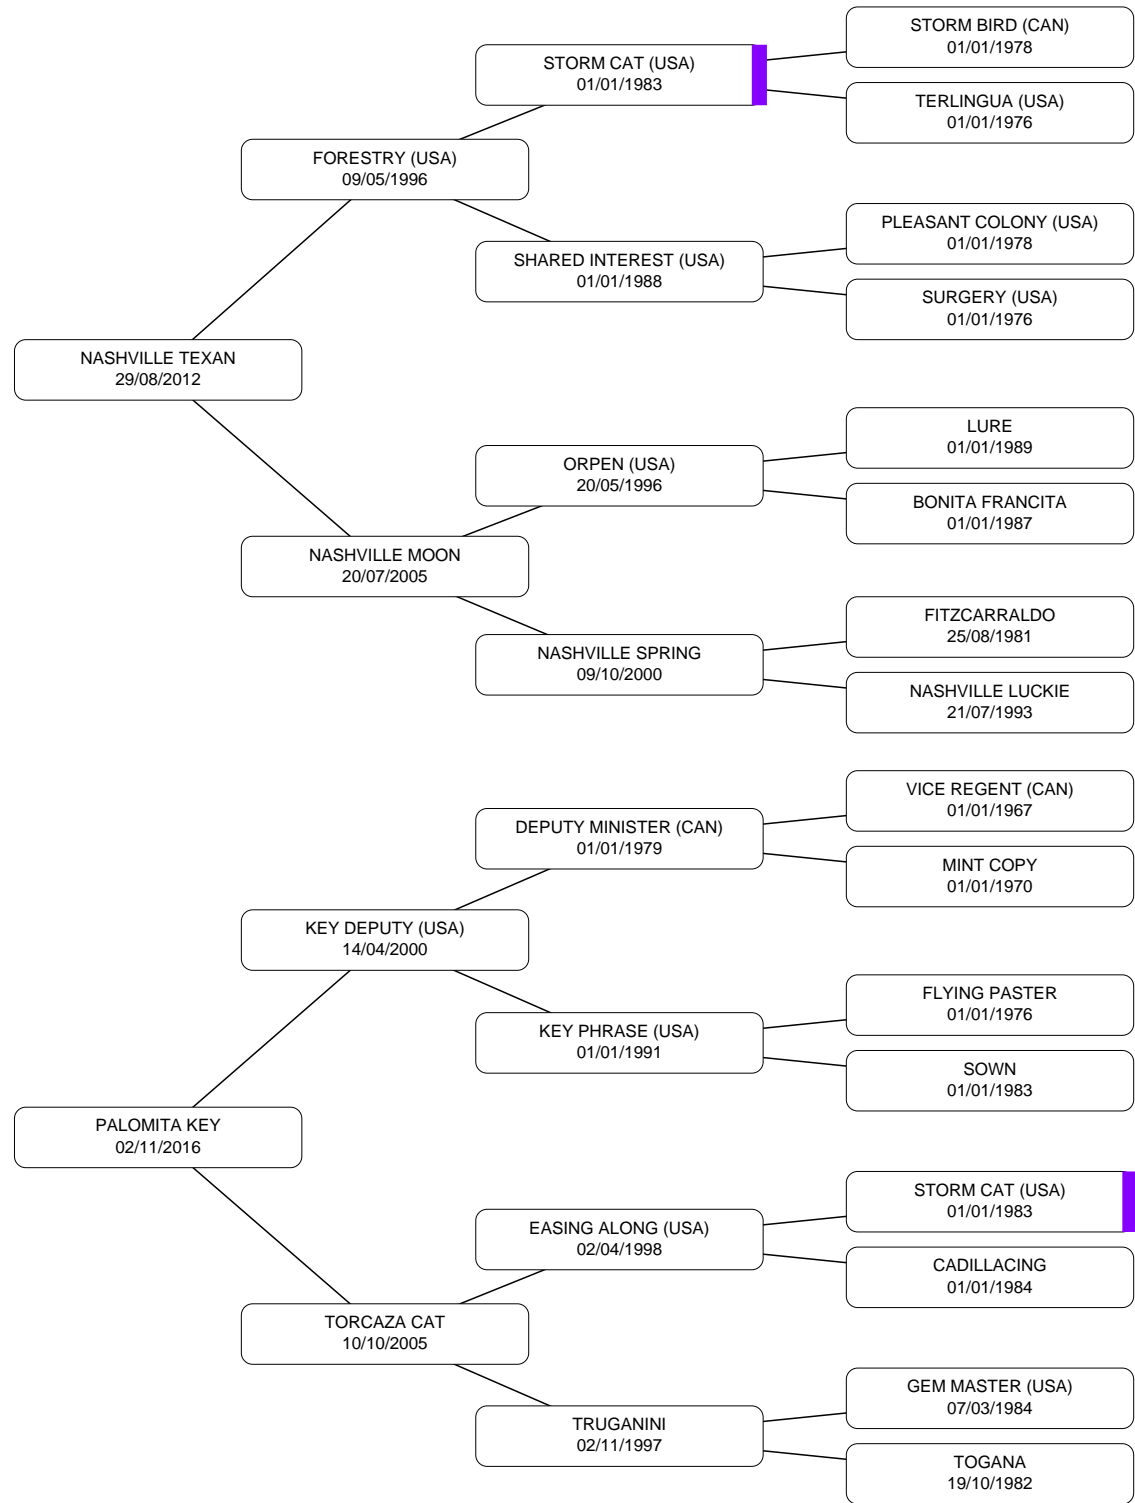 STORM BIRD (CAN)
01/01/1978
STORM CAT (USA)
01/01/1983
TERLINGUA (USA)
01/01/1976
FORESTRY (USA)
09/05/1996
PLEASANT COLONY (USA)
01/01/1978
SHARED INTEREST (USA)
01/01/1988
SURGERY (USA)
01/01/1976
NASHVILLE TEXAN
29/08/2012
LURE
01/01/1989
ORPEN (USA)
20/05/1996
BONITA FRANCITA
01/01/1987
NASHVILLE MOON
20/07/2005
FITZCARRALDO
25/08/1981
NASHVILLE SPRING
09/10/2000
NASHVILLE LUCKIE
21/07/1993
VICE REGENT (CAN)
01/01/1967
DEPUTY MINISTER (CAN)
01/01/1979
MINT COPY
01/01/1970
KEY DEPUTY (USA)
14/04/2000
FLYING PASTER
01/01/1976
KEY PHRASE (USA)
01/01/1991
SOWN
01/01/1983
PALOMITA KEY
02/11/2016
STORM CAT (USA)
01/01/1983
EASING ALONG (USA)
02/04/1998
CADILLACING
01/01/1984
TORCAZA CAT
10/10/2005
GEM MASTER (USA)
07/03/1984
TRUGANINI
02/11/1997
TOGANA
19/10/1982